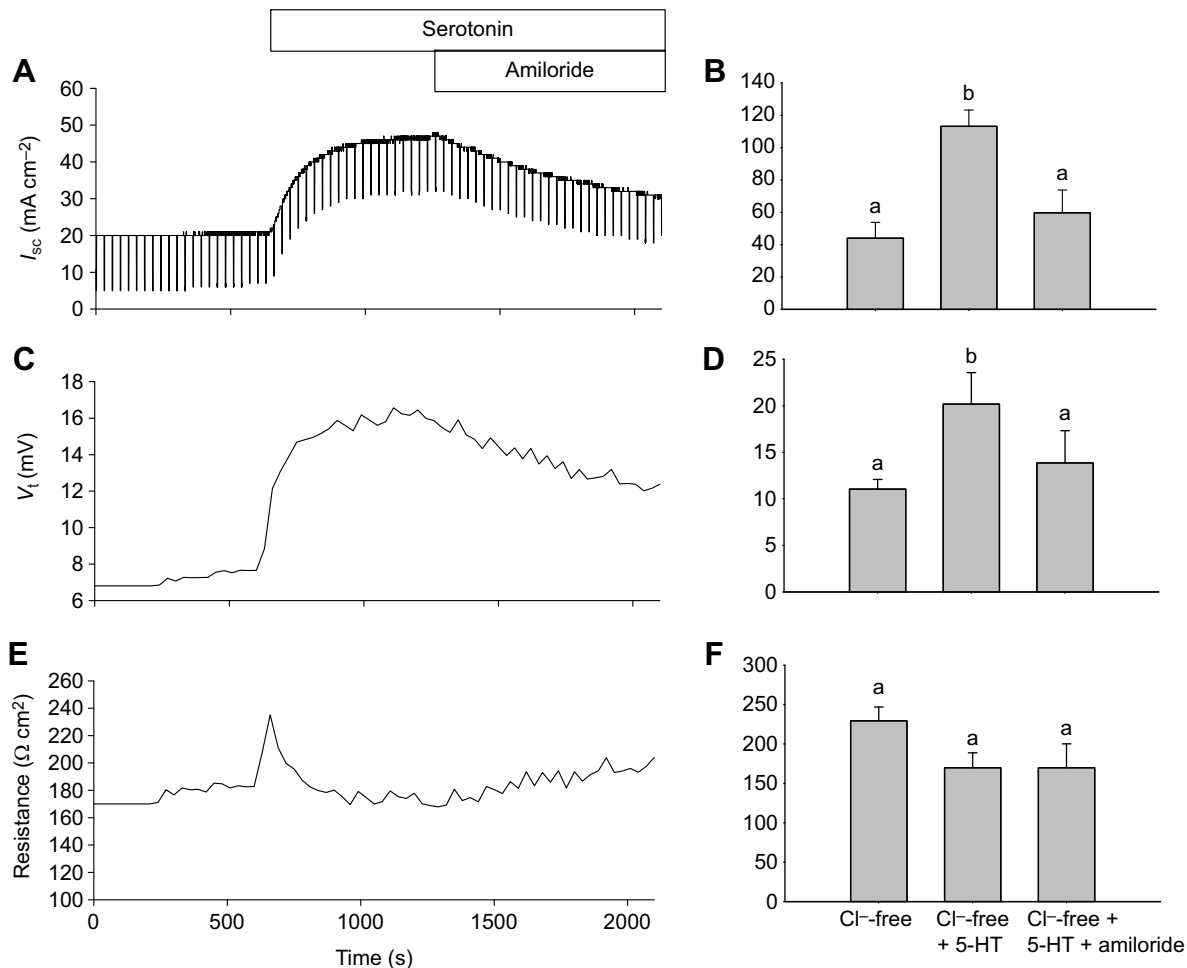 Serotonin
Amiloride
A
60
50
40
30
20
10
0
I_sc (mA cm−2)
B
140
120
100
80
60
40
20
0
a
b
a
C
18
16
14
12
10
8
6
V_t (mV)
D
25
20
15
10
5
0
a
b
a
E
260
240
220
200
180
160
140
120
100
Resistance (Ω cm2)
0
500
1000
1500
2000
Time (s)
F
300
250
200
150
100
50
0
a
a
a
Cl−-free
Cl−-free
+ 5-HT
Cl−-free +
5-HT + amiloride